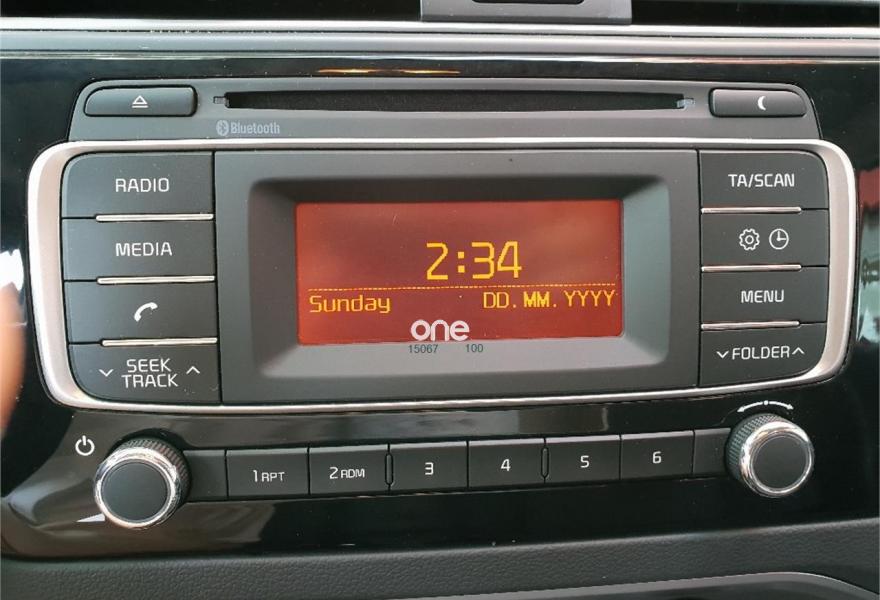 Bluetooth
RADIO
MEDIA
SEEK
TRACK
2:34
Sunday DD.MM.YYYY
one
15067 100
TA/SCAN
MENU
FOLDER
1 RPT
2 RDM
3
4
5
6